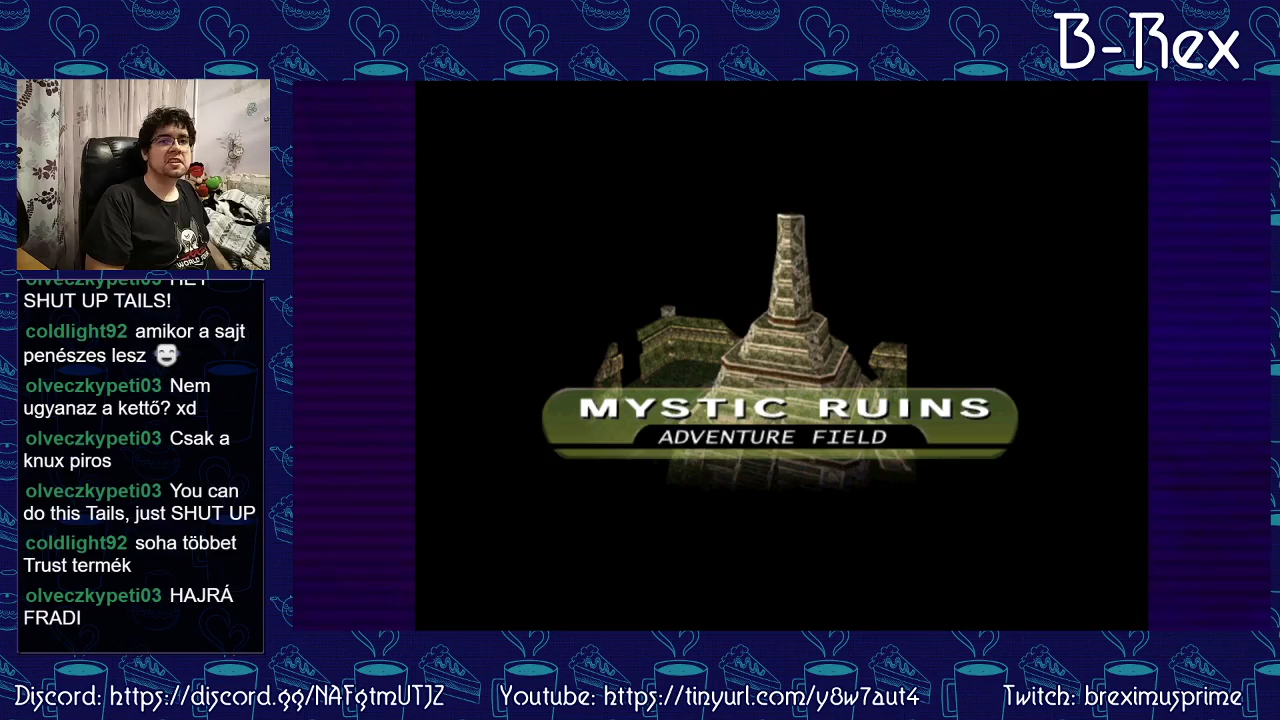 B-Rex
SHUT UP TAILS!
coldlight92 amikor a sajt
penészes lesz
olveczkypeti03 Nem
ugyanaz a kettő? xd
olveczkypeti03 Csak a
knux piros
olveczkypeti03 You can
do this Tails, just SHUT UP
coldlight92 soha többet
Trust termék
olveczkypeti03 HAJRÁ
FRADI
MYSTIC RUINS
ADVENTURE FIELD
Discord: https://discord.gg/NAFgtmUTJZ
Youtube: https://tinyurl.com/y8w7aut4
Twitch: breximusprime